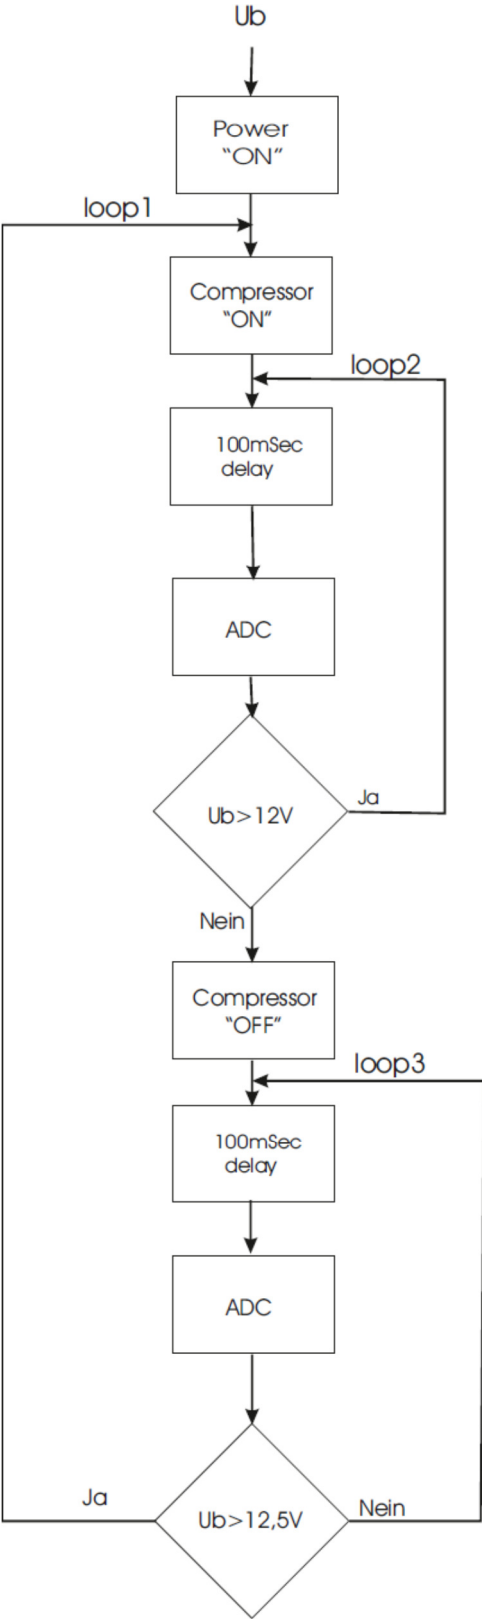 Ub
Power
“ON”
loop1
Compressor
“ON”
loop2
100mSec
delay
ADC
Ub>12V
Ja
Nein
Compressor
“OFF”
loop3
100mSec
delay
ADC
Ja
Ub>12,5V
Nein